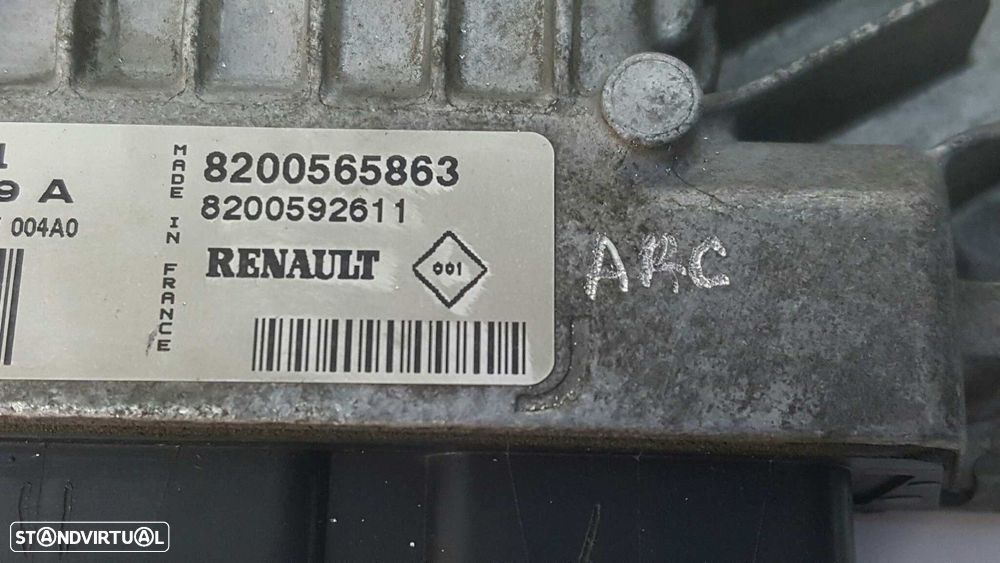 9 A
004A0
MADE IN FRANCE
8200565863
8200592611
RENAULT
001
ARC
STANDVIRTUAL